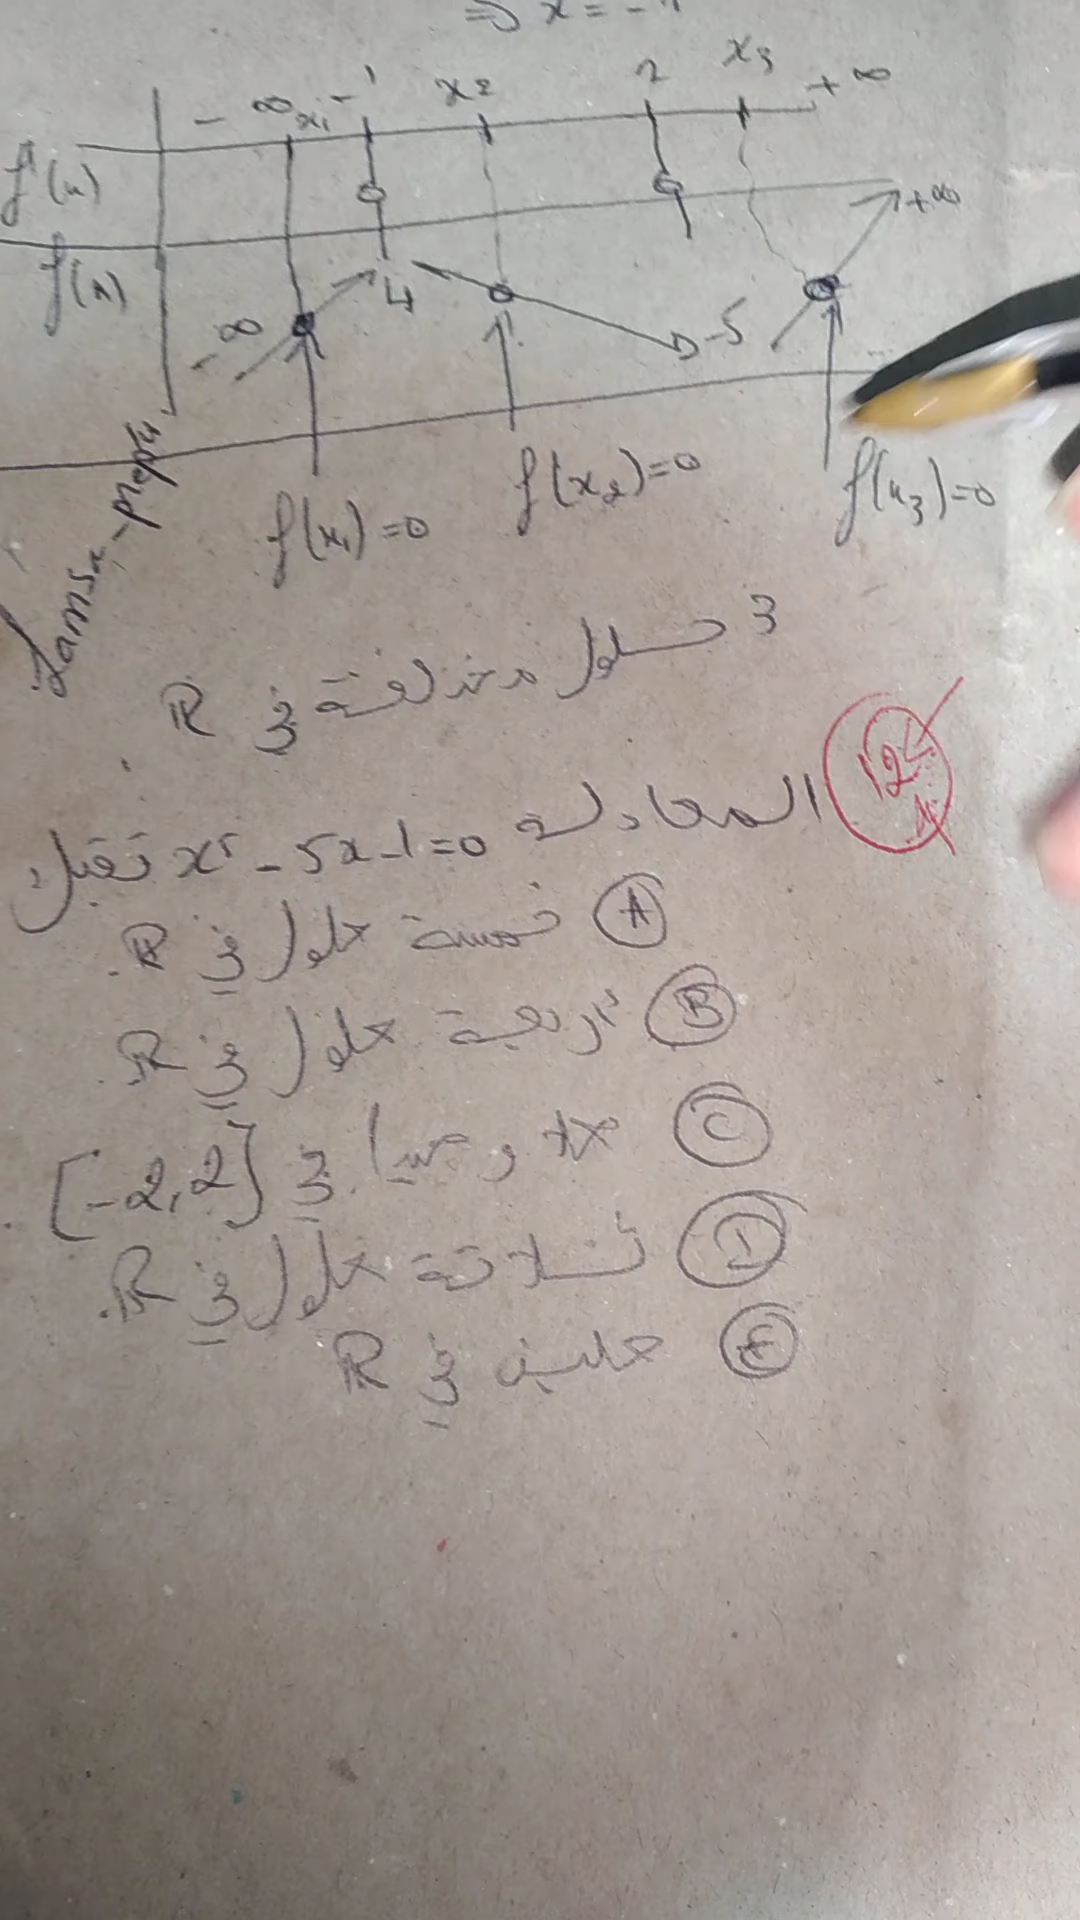 ⇒ x = -1
-∞ x₁ -1 x₂ 2 x₃ +∞
f'(x)
f(x) -∞ 4 -5 +∞
f(x₁)=0 f(x₂)=0 f(x₃)=0
Lamsa-prepa
3 حلول مختلفة في ℝ
12
المعادلة x⁵ - 5x - 1 = 0 تقبل:
Ⓐ خمسة حلول في ℝ.
Ⓑ أربعة حلول في ℝ.
Ⓒ حلا وحيدا في [-2,2].
Ⓓ ثلاثة حلول في ℝ.
Ⓔ حلين في ℝ